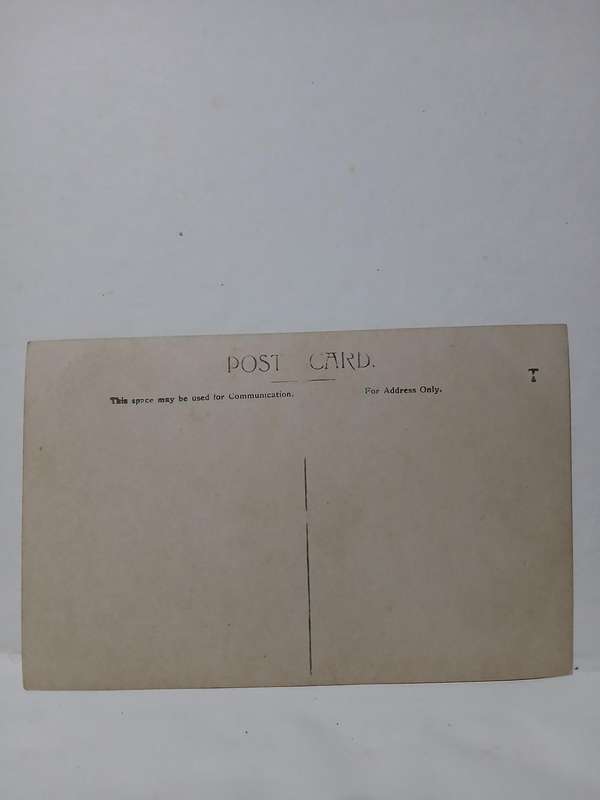 POST CARD.
This space may be used for Communication.
For Address Only.
T